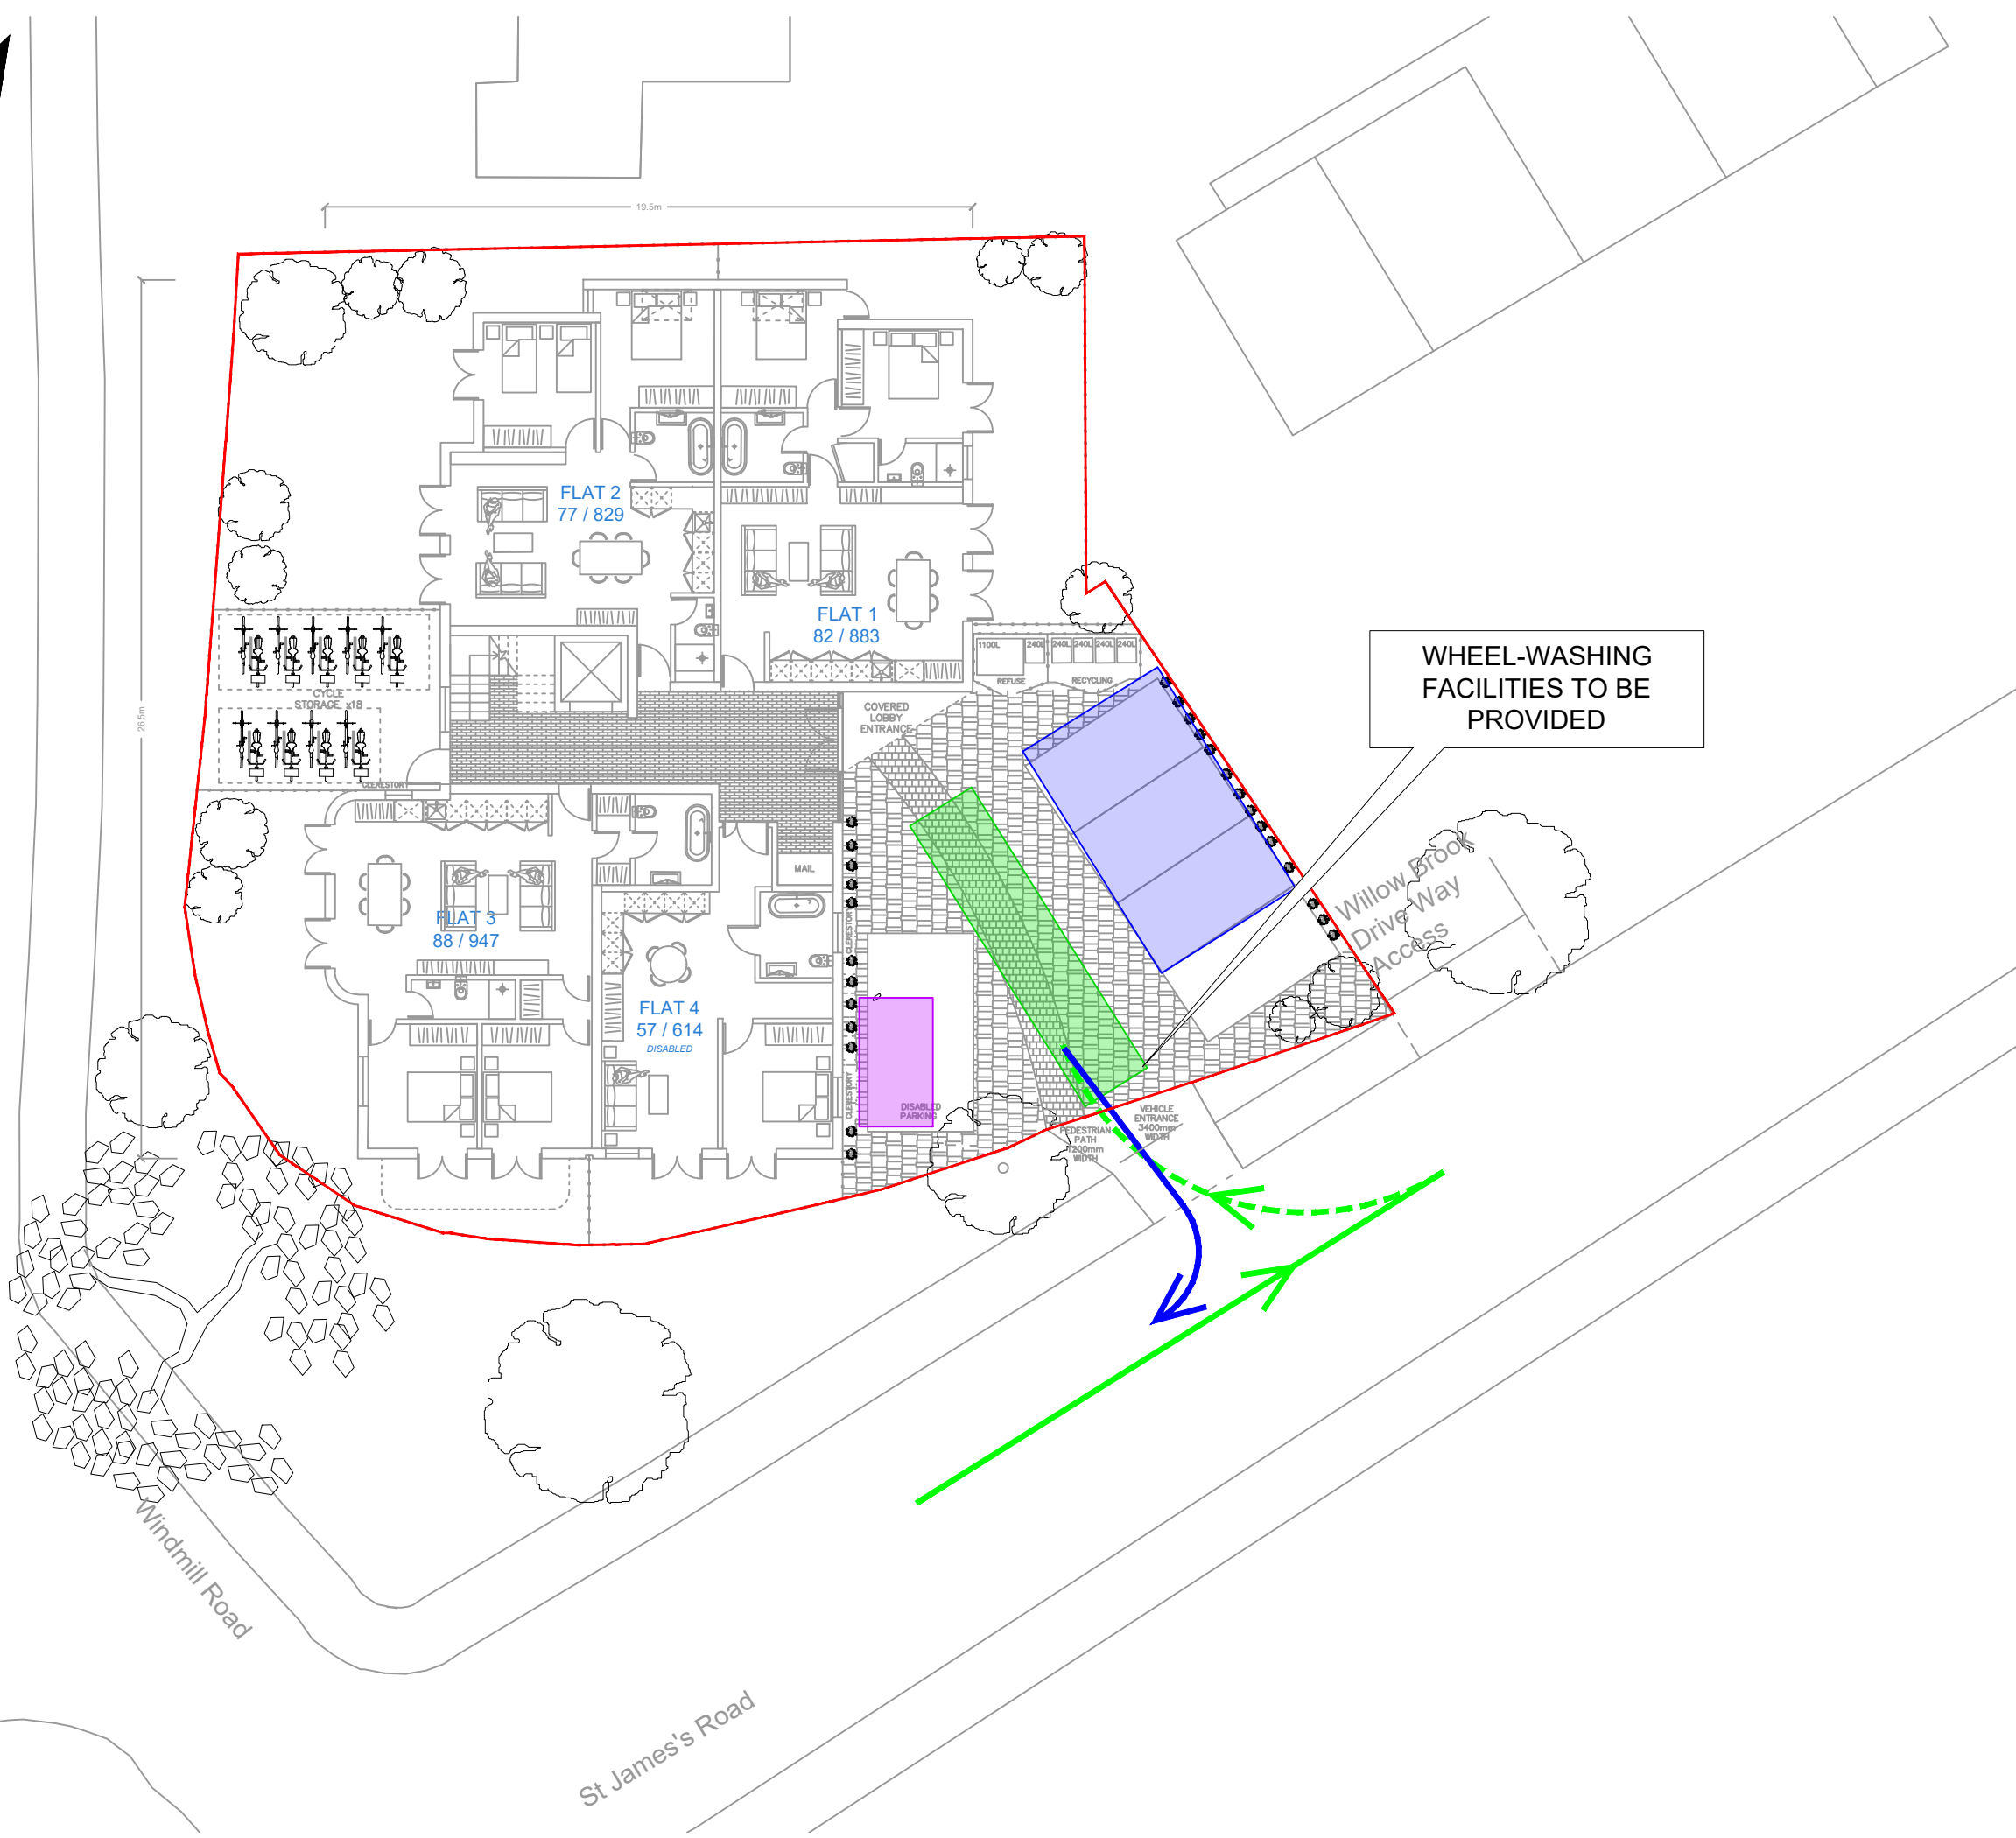 19.5m
26.5m
FLAT 2
77 / 829
FLAT 1
82 / 883
1100L
240L
240L
240L
240L
240L
REFUSE
RECYCLING
WHEEL-WASHING
FACILITIES TO BE
PROVIDED
CYCLE
STORAGE x18
COVERED
LOBBY
ENTRANCE
CLERESTORY
MAIL
FLAT 3
88 / 947
CLERESTORY
Willow Brook
Drive Way
Access
FLAT 4
57 / 614
DISABLED
CLERESTORY
DISABLED
PARKING
PEDESTRIAN
PATH
1200mm
WIDTH
VEHICLE
ENTRANCE
3400mm
WIDTH
Windmill Road
St James's Road